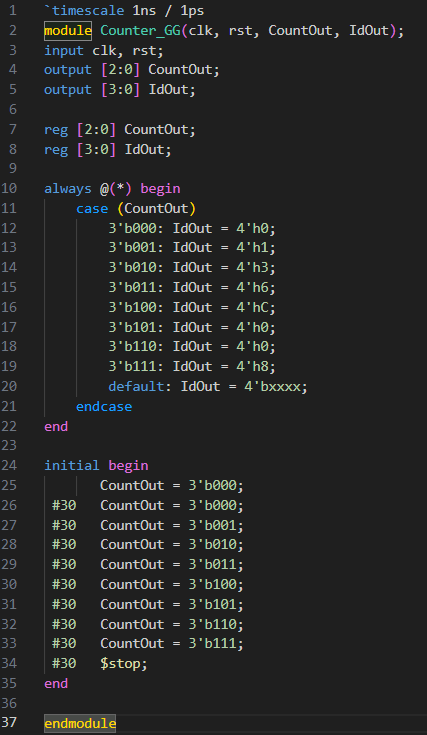 1 `timescale 1ns / 1ps
2 module Counter_GG(clk, rst, CountOut, IdOut);
3 input clk, rst;
4 output [2:0] CountOut;
5 output [3:0] IdOut;
6
7 reg [2:0] CountOut;
8 reg [3:0] IdOut;
9
10 always @(*) begin
11     case (CountOut)
12         3'b000: IdOut = 4'h0;
13         3'b001: IdOut = 4'h1;
14         3'b010: IdOut = 4'h3;
15         3'b011: IdOut = 4'h6;
16         3'b100: IdOut = 4'hC;
17         3'b101: IdOut = 4'h0;
18         3'b110: IdOut = 4'h0;
19         3'b111: IdOut = 4'h8;
20         default: IdOut = 4'bxxxx;
21     endcase
22 end
23
24 initial begin
25        CountOut = 3'b000;
26  #30   CountOut = 3'b000;
27  #30   CountOut = 3'b001;
28  #30   CountOut = 3'b010;
29  #30   CountOut = 3'b011;
30  #30   CountOut = 3'b100;
31  #30   CountOut = 3'b101;
32  #30   CountOut = 3'b110;
33  #30   CountOut = 3'b111;
34  #30   $stop;
35 end
36
37 endmodule